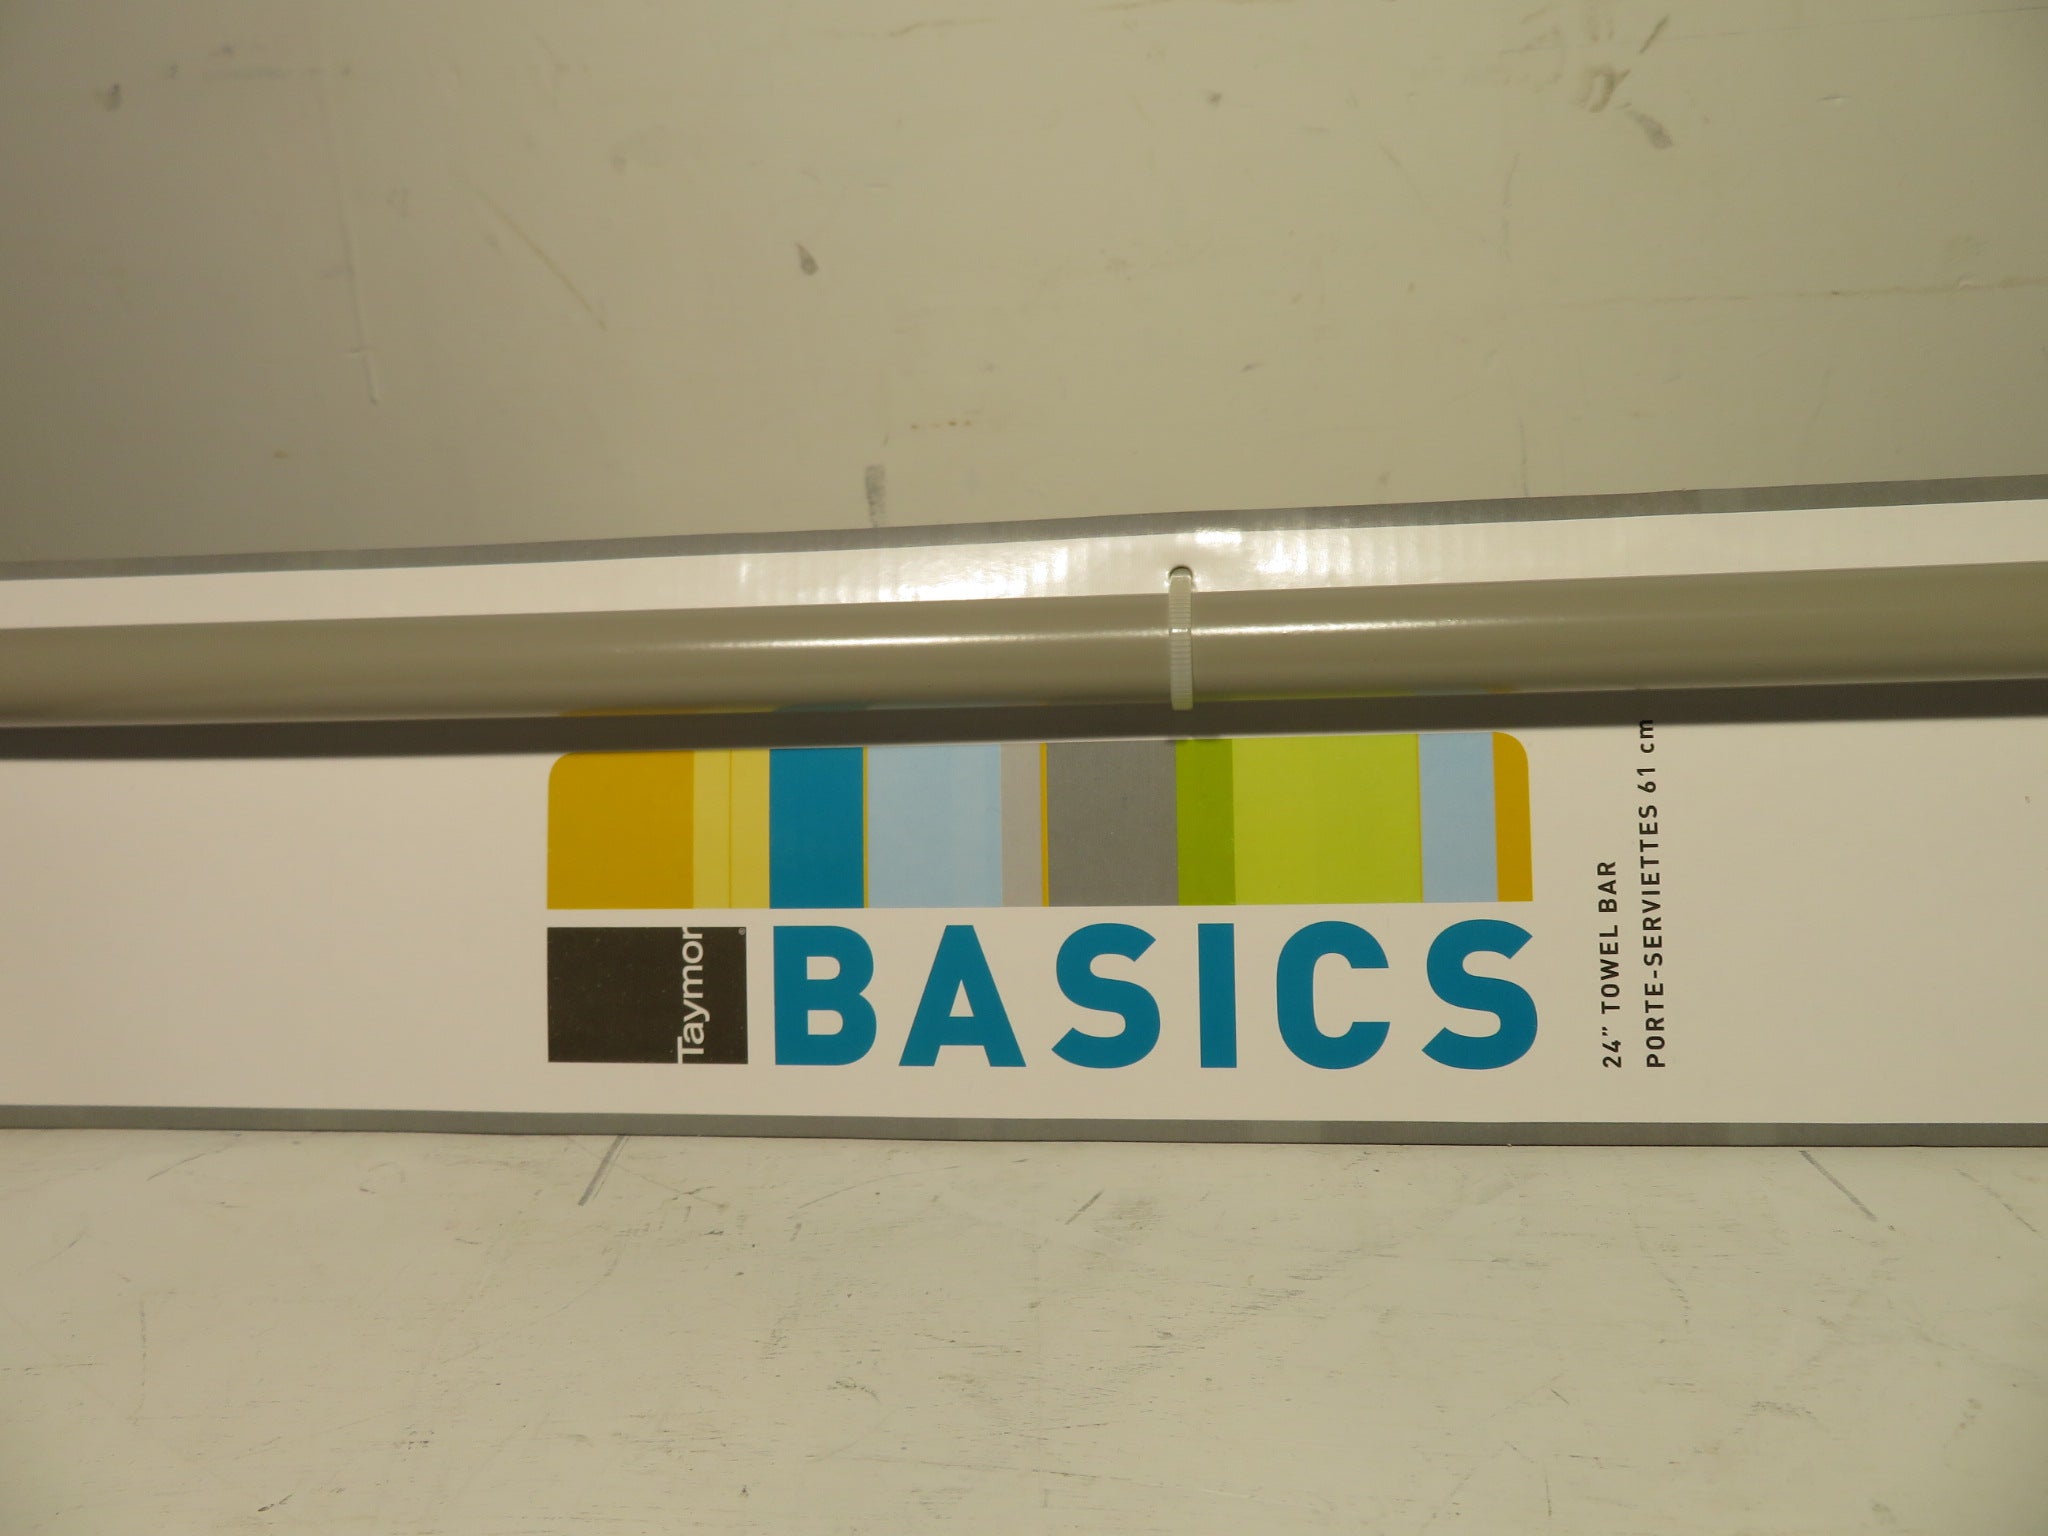 Taymor®
BASICS
24" TOWEL BAR
PORTE-SERVIETTES 61 cm